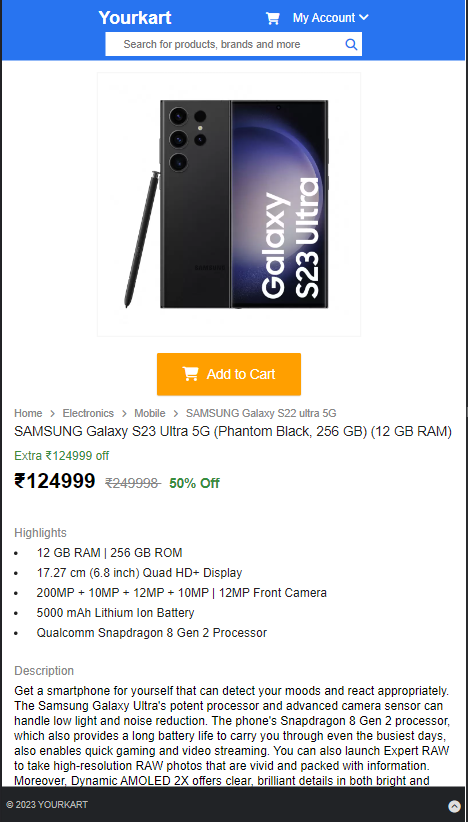 Yourkart
My Account
Search for products, brands and more
Galaxy
S23 Ultra
SAMSUNG
Add to Cart
Home > Electronics > Mobile > SAMSUNG Galaxy S22 ultra 5G
SAMSUNG Galaxy S23 Ultra 5G (Phantom Black, 256 GB) (12 GB RAM)
Extra ₹124999 off
₹124999 ₹249998 50% Off
Highlights
• 12 GB RAM | 256 GB ROM
• 17.27 cm (6.8 inch) Quad HD+ Display
• 200MP + 10MP + 12MP + 10MP | 12MP Front Camera
• 5000 mAh Lithium Ion Battery
• Qualcomm Snapdragon 8 Gen 2 Processor
Description
Get a smartphone for yourself that can detect your moods and react appropriately.
The Samsung Galaxy Ultra's potent processor and advanced camera sensor can
handle low light and noise reduction. The phone's Snapdragon 8 Gen 2 processor,
which also provides a long battery life to carry you through even the busiest days,
also enables quick gaming and video streaming. You can also launch Expert RAW
to take high-resolution RAW photos that are vivid and packed with information.
Moreover, Dynamic AMOLED 2X offers clear, brilliant details in both bright and
© 2023 YOURKART